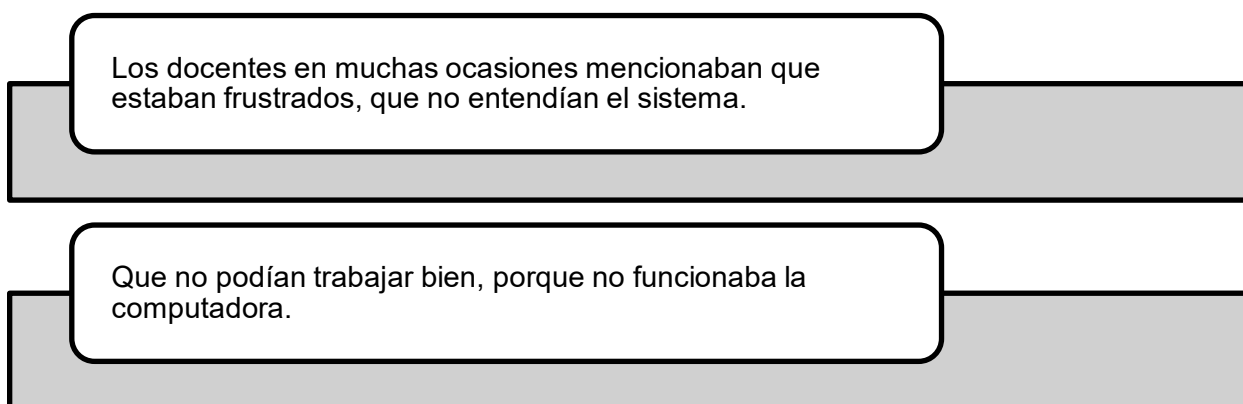 Los docentes en muchas ocasiones mencionaban que
estaban frustrados, que no entendían el sistema.
Que no podían trabajar bien, porque no funcionaba la
computadora.